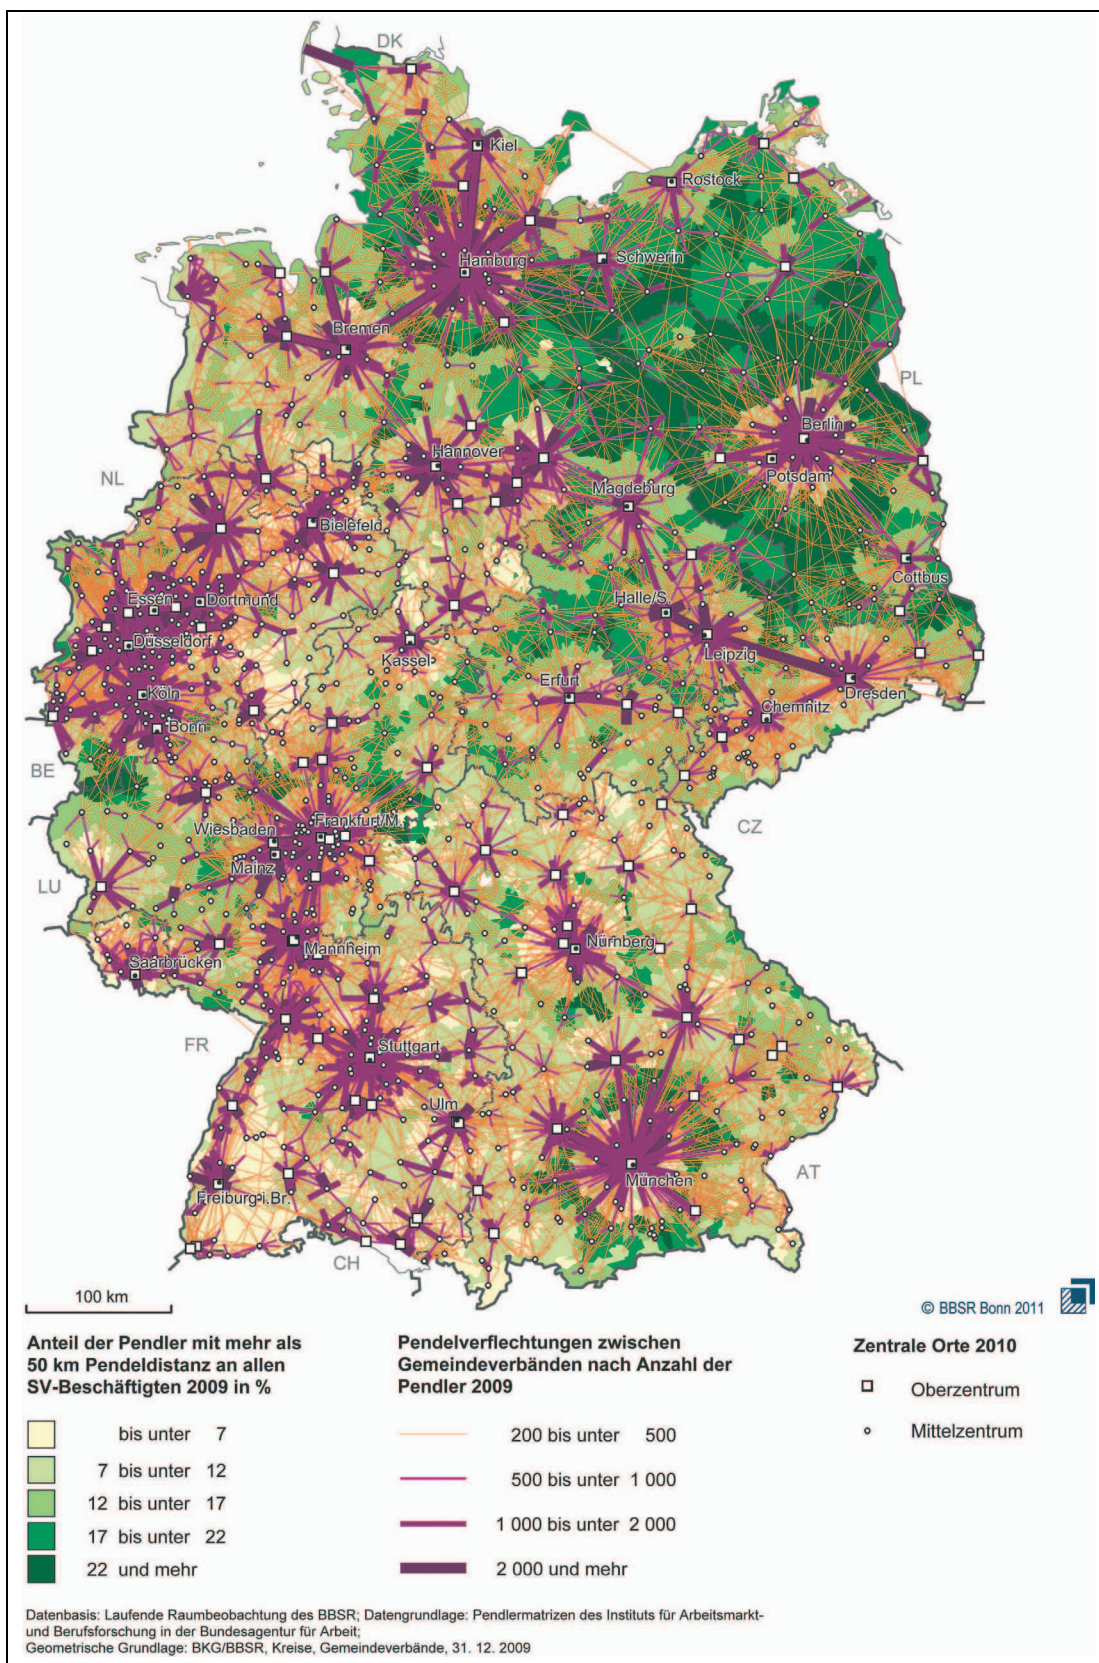 DK
Kiel
Rostock
Hamburg
Schwerin
Bremen
PL
Berlin
Hannover
NL
Potsdam
Magdeburg
Bielefeld
Cottbus
Essen
Dortmund
Halle/S.
Düsseldorf
Leipzig
Kassel
Erfurt
Dresden
Köln
Chemnitz
Bonn
BE
Frankfurt/M.
Wiesbaden
CZ
Mainz
LU
Nürnberg
Mannheim
Saarbrücken
FR
Stuttgart
Ulm
AT
München
Freiburg i.Br.
CH
100 km
© BBSR Bonn 2011
Anteil der Pendler mit mehr als
50 km Pendeldistanz an allen
SV-Beschäftigten 2009 in %
bis unter 7
7 bis unter 12
12 bis unter 17
17 bis unter 22
22 und mehr
Pendelverflechtungen zwischen
Gemeindeverbänden nach Anzahl der
Pendler 2009
200 bis unter 500
500 bis unter 1 000
1 000 bis unter 2 000
2 000 und mehr
Zentrale Orte 2010
Oberzentrum
Mittelzentrum
Datenbasis: Laufende Raumbeobachtung des BBSR; Datengrundlage: Pendlermatrizen des Instituts für Arbeitsmarkt-
und Berufsforschung in der Bundesagentur für Arbeit;
Geometrische Grundlage: BKG/BBSR, Kreise, Gemeindeverbände, 31. 12. 2009